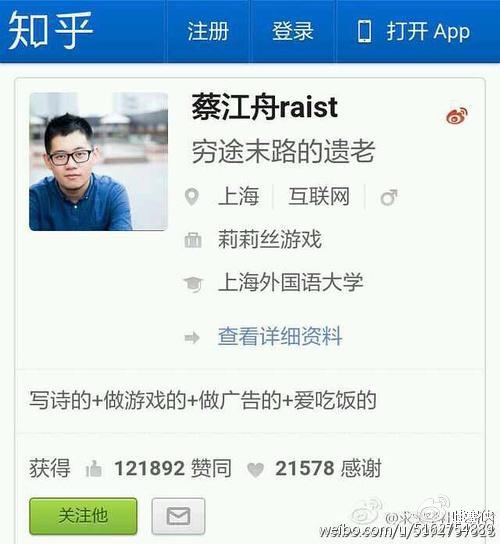 知乎 注册 登录 打开 App
蔡江舟raist
穷途末路的遗老
上海 互联网
莉莉丝游戏
上海外国语大学
查看详细资料
写诗的+做游戏的+做广告的+爱吃饭的
获得 121892 赞同 21578 感谢
关注他
weibo.com/u/5162754823